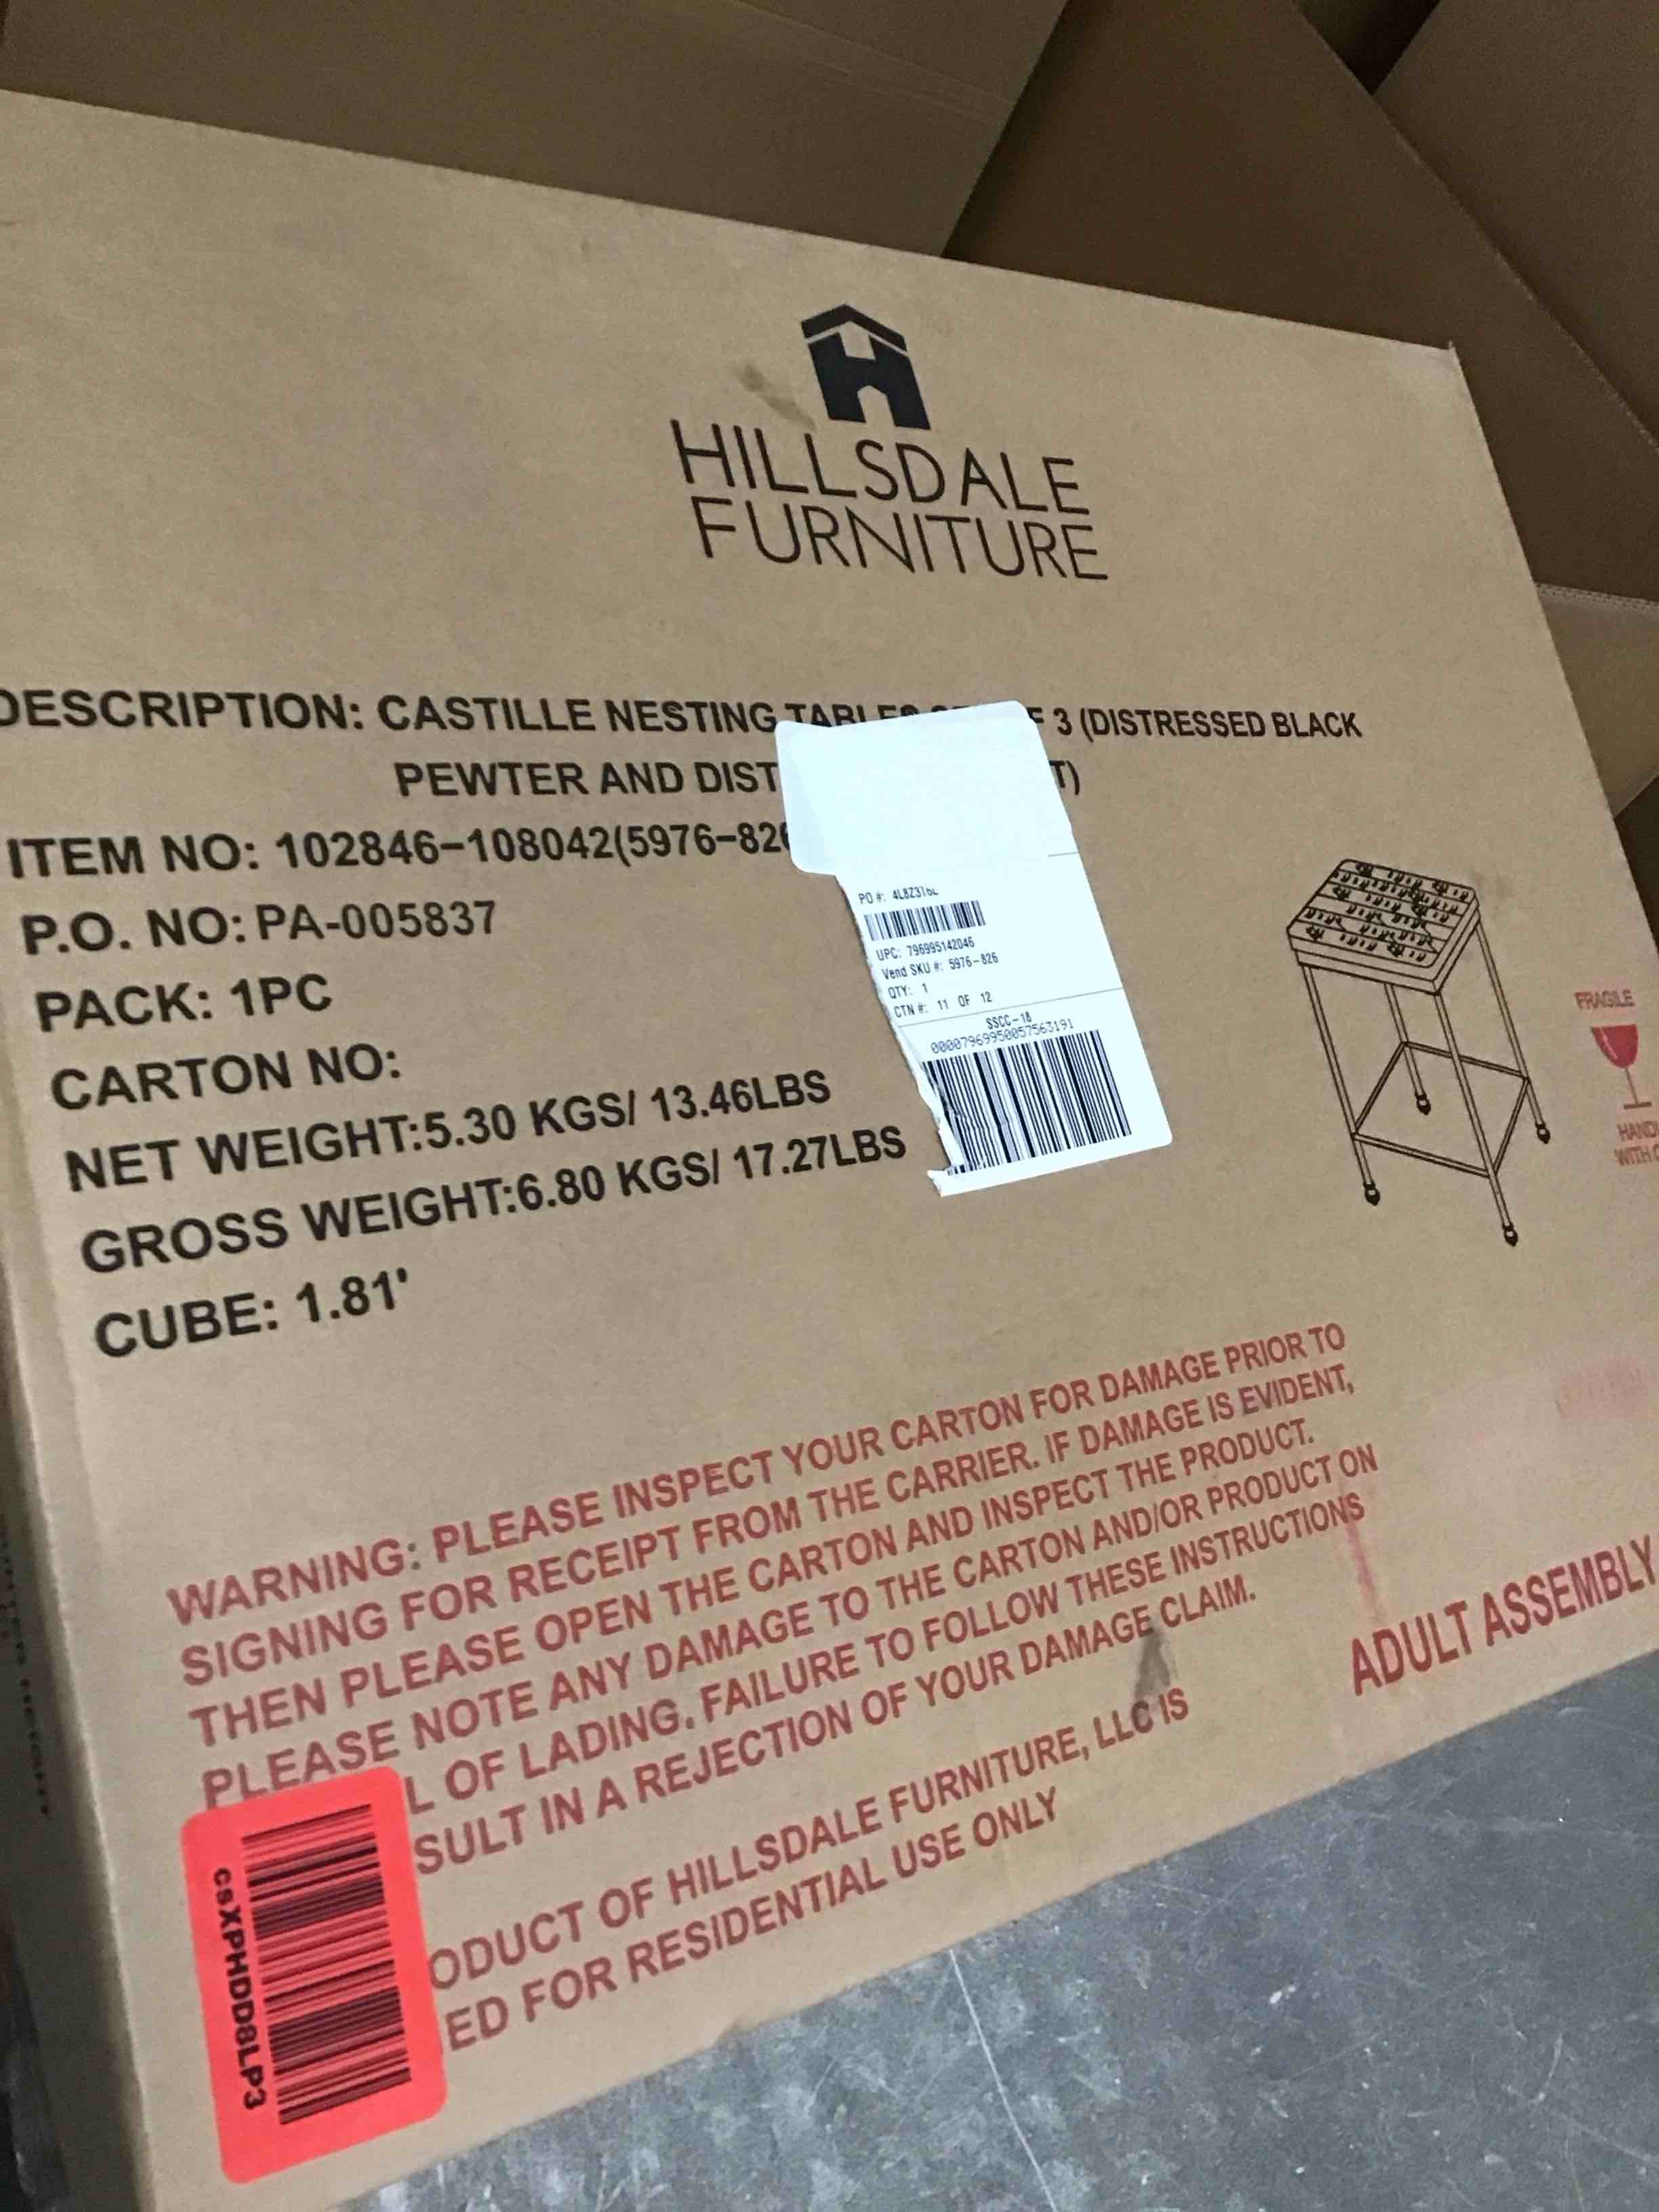 HILLSDALE
FURNITURE
DESCRIPTION: CASTILLE NESTING TABLES 3 (DISTRESSED BLACK
PEWTER AND DIST T)
ITEM NO: 102846-108042(5976-826
P.O. NO: PA-005837
PACK: 1PC
CARTON NO:
NET WEIGHT:5.30 KGS/ 13.46LBS
GROSS WEIGHT:6.80 KGS/ 17.27LBS
CUBE: 1.81'
PO #:
UPC: 796995142046
Vend SKU #: 5976-826
QTY: 1
CTN #: 11 OF 12
SSCC-18
00007969950057563191
FRAGILE
HAND
WITH C
WARNING: PLEASE INSPECT YOUR CARTON FOR DAMAGE PRIOR TO
SIGNING FOR RECEIPT FROM THE CARRIER. IF DAMAGE IS EVIDENT,
THEN PLEASE OPEN THE CARTON AND INSPECT THE PRODUCT.
PLEASE NOTE ANY DAMAGE TO THE CARTON AND/OR PRODUCT ON
L OF LADING. FAILURE TO FOLLOW THESE INSTRUCTIONS
SULT IN A REJECTION OF YOUR DAMAGE CLAIM.
ODUCT OF HILLSDALE FURNITURE, LLC IS
ED FOR RESIDENTIAL USE ONLY
ADULT ASSEMBLY
csXPHDD8LP3